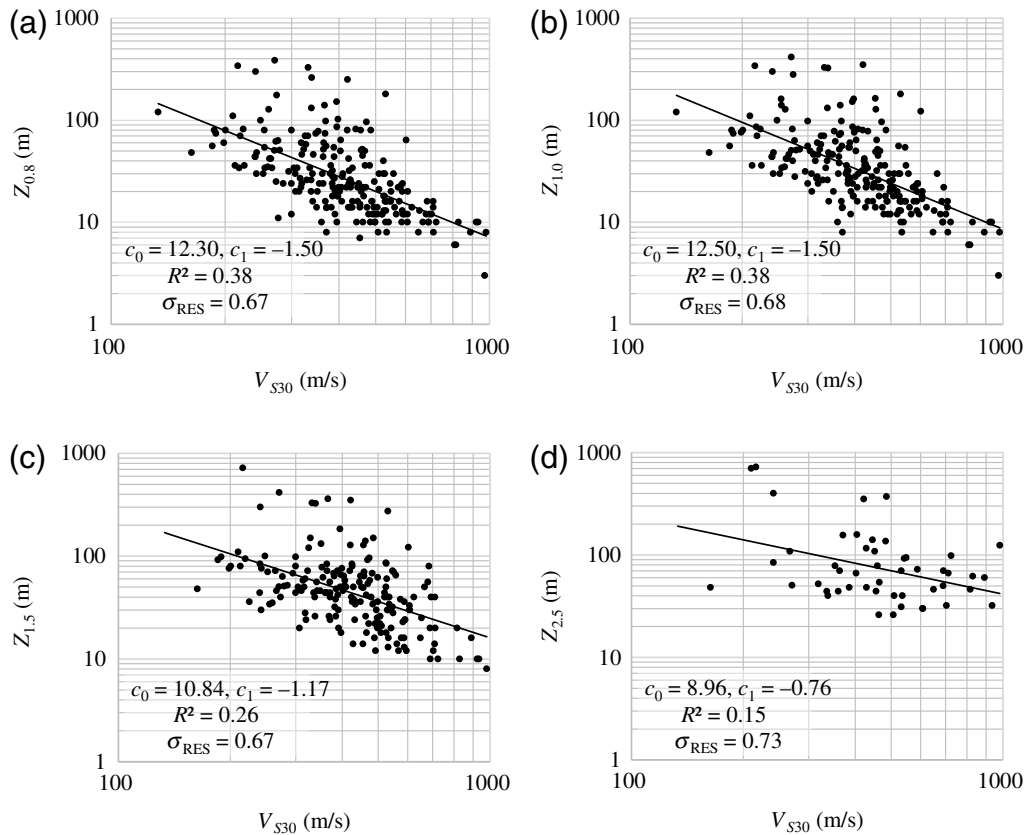 (a)
1000
100
10
1
Z0.8 (m)
c0 = 12.30, c1 = −1.50
R² = 0.38
σRES = 0.67
100
1000
VS30 (m/s)
(b)
1000
100
10
1
Z1.0 (m)
c0 = 12.50, c1 = −1.50
R² = 0.38
σRES = 0.68
100
1000
VS30 (m/s)
(c)
1000
100
10
1
Z1.5 (m)
c0 = 10.84, c1 = −1.17
R² = 0.26
σRES = 0.67
100
1000
VS30 (m/s)
(d)
1000
100
10
1
Z2.5 (m)
c0 = 8.96, c1 = −0.76
R² = 0.15
σRES = 0.73
100
1000
VS30 (m/s)